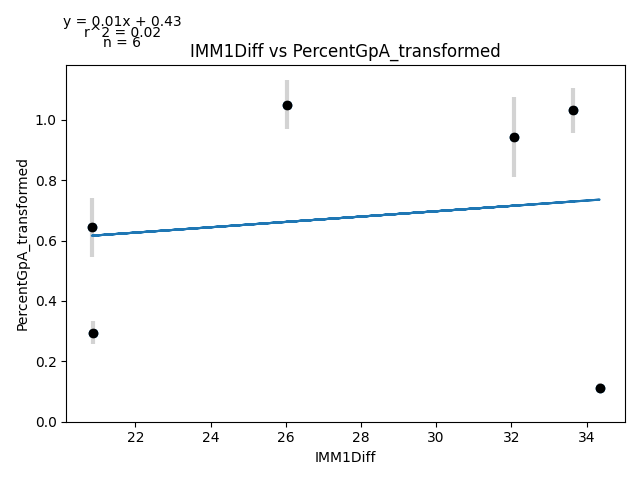 y = 0.01x + 0.43
r^2 = 0.02
n = 6
IMM1Diff vs PercentGpA_transformed
PercentGpA_transformed
1.0
0.8
0.6
0.4
0.2
0.0
22 24 26 28 30 32 34
IMM1Diff